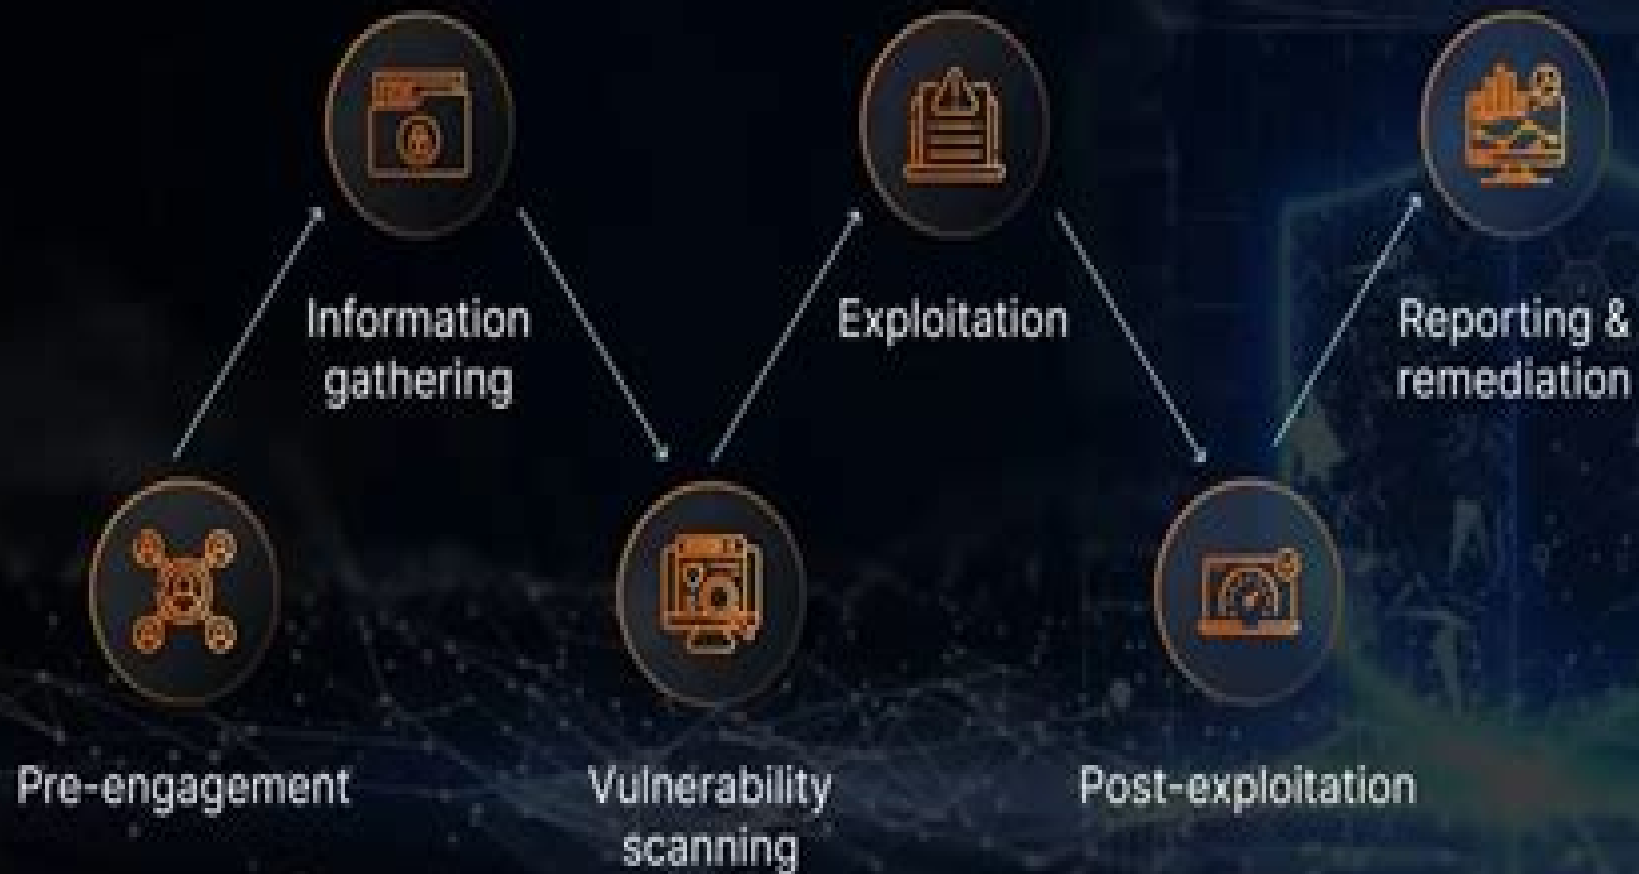 Pre-engagement
Information
gathering
Vulnerability
scanning
Exploitation
Post-exploitation
Reporting &
remediation